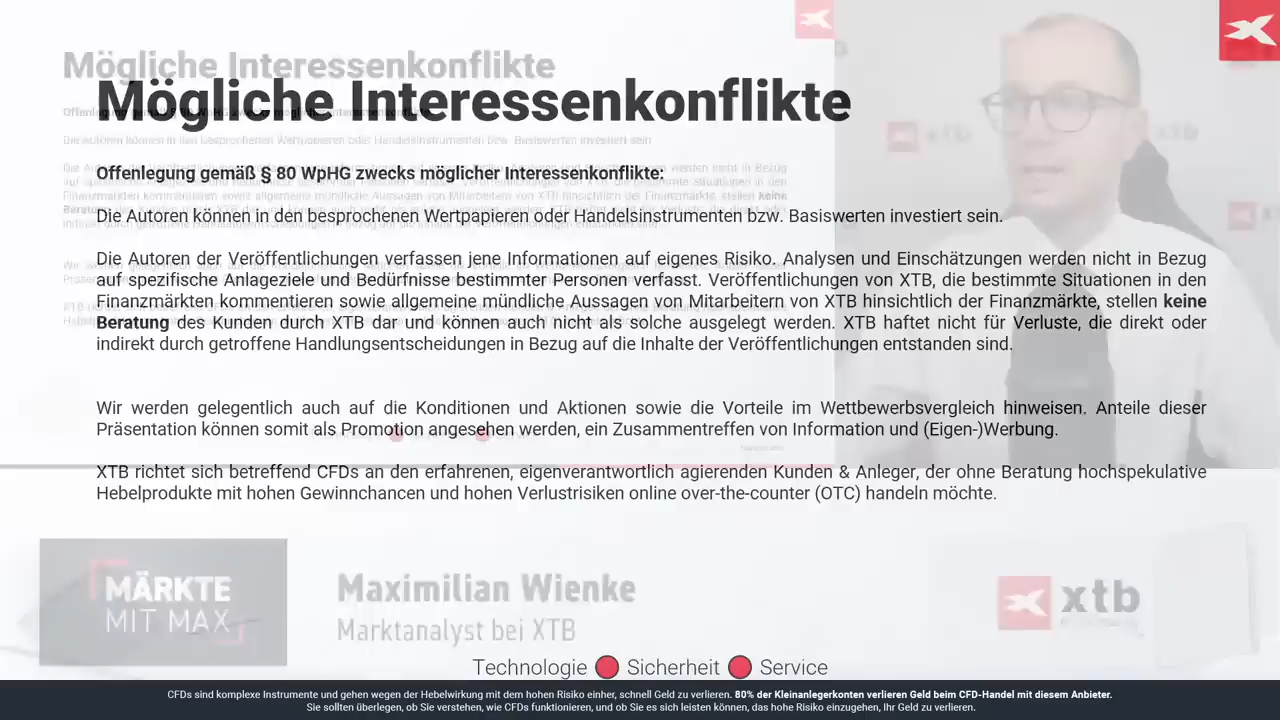 Mögliche Interessenkonflikte
Mögliche Interessenkonflikte
Offenlegung gemäß § 80 WpHG zwecks möglicher Interessenkonflikte:
Die Autoren können in den besprochenen Wertpapieren oder Handelsinstrumenten bzw. Basiswerten investiert sein.
Die Autoren der Veröffentlichungen verfassen jene Informationen auf eigenes Risiko. Analysen und Einschätzungen werden nicht in Bezug
auf spezifische Anlageziele und Bedürfnisse bestimmter Personen verfasst. Veröffentlichungen von XTB, die bestimmte Situationen in den
Finanzmärkten kommentieren sowie allgemeine mündliche Aussagen von Mitarbeitern von XTB hinsichtlich der Finanzmärkte, stellen keine
Beratung des Kunden durch XTB dar und können auch nicht als solche ausgelegt werden. XTB haftet nicht für Verluste, die direkt oder
indirekt durch getroffene Handlungsentscheidungen in Bezug auf die Inhalte der Veröffentlichungen entstanden sind.
Wir werden gelegentlich auch auf die Konditionen und Aktionen sowie die Vorteile im Wettbewerbsvergleich hinweisen. Anteile dieser
Präsentation können somit als Promotion angesehen werden, ein Zusammentreffen von Information und (Eigen-)Werbung.
XTB richtet sich betreffend CFDs an den erfahrenen, eigenverantwortlich agierenden Kunden & Anleger, der ohne Beratung hochspekulative
Hebelprodukte mit hohen Gewinnchancen und hohen Verlustrisiken online over-the-counter (OTC) handeln möchte.
MÄRKTE
MIT MAX
Maximilian Wienke
Marktanalyst bei XTB
xtb
Technologie Sicherheit Service
CFDs sind komplexe Instrumente und gehen wegen der Hebelwirkung mit dem hohen Risiko einher, schnell Geld zu verlieren. 80% der Kleinanlegerkonten verlieren Geld beim CFD-Handel mit diesem Anbieter.
Sie sollten überlegen, ob Sie verstehen, wie CFDs funktionieren, und ob Sie es sich leisten können, das hohe Risiko einzugehen, Ihr Geld zu verlieren.